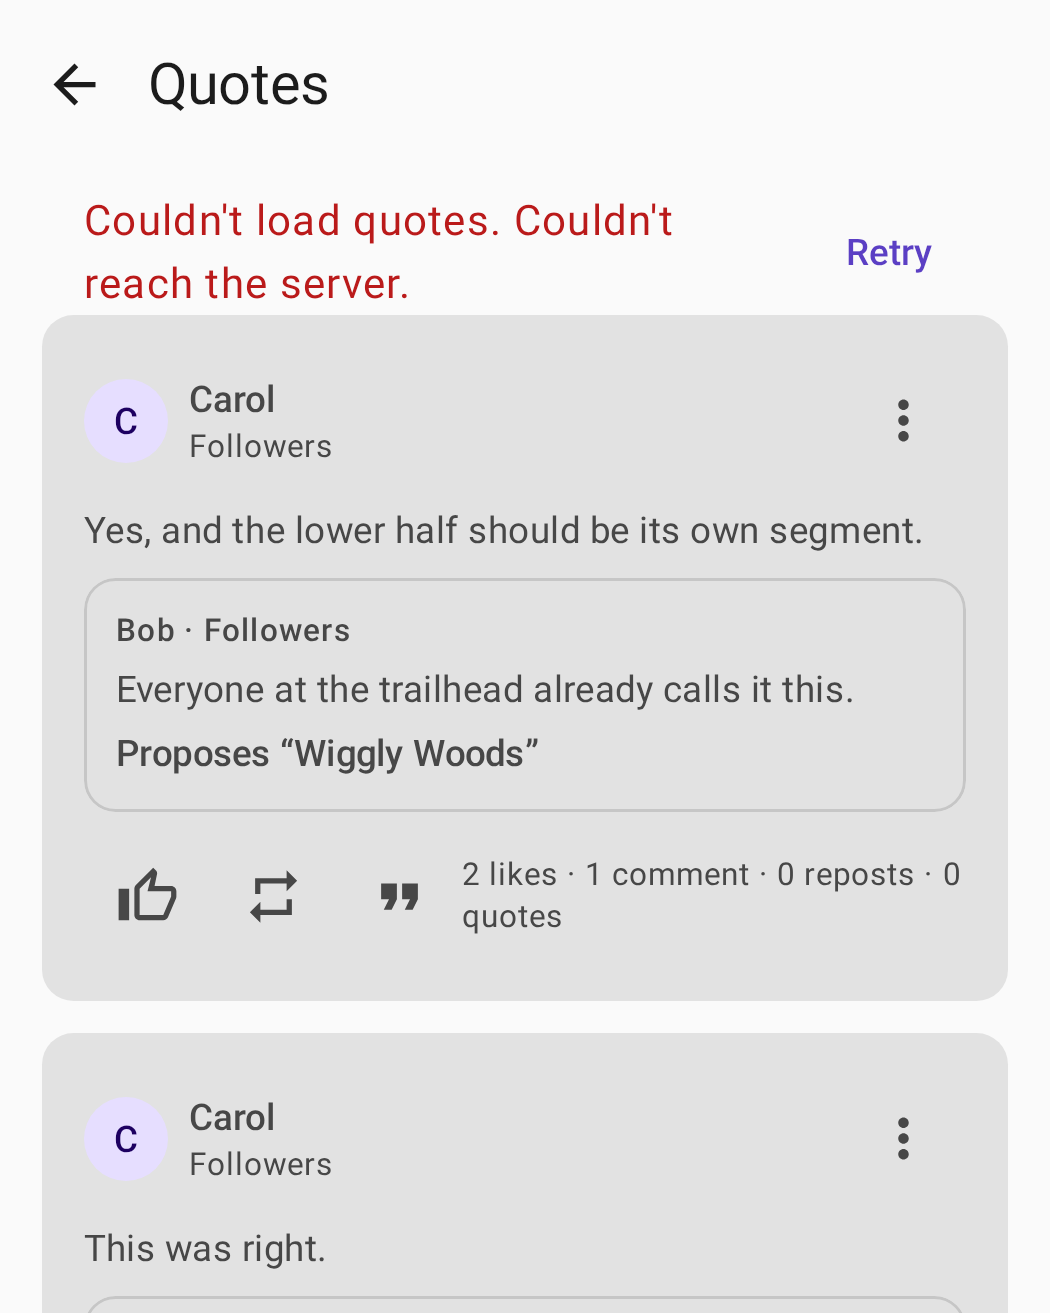 Quotes
Couldn't load quotes. Couldn't
reach the server.
Retry
C
Carol
Followers
Yes, and the lower half should be its own segment.
Bob · Followers
Everyone at the trailhead already calls it this.
Proposes “Wiggly Woods”
2 likes · 1 comment · 0 reposts · 0
quotes
C
Carol
Followers
This was right.